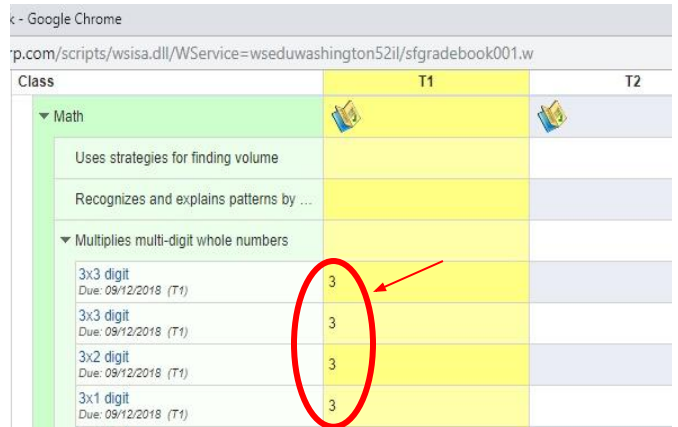 k - Google Chrome
rp.com/scripts/wsisa.dll/WService=wseduwashington52il/sfgradebook001.w
Class T1 T2
Math
Uses strategies for finding volume
Recognizes and explains patterns by ...
Multiplies multi-digit whole numbers
3x3 digit 3
Due: 09/12/2018 (T1)
3x3 digit 3
Due: 09/12/2018 (T1)
3x2 digit 3
Due: 09/12/2018 (T1)
3x1 digit 3
Due: 09/12/2018 (T1)